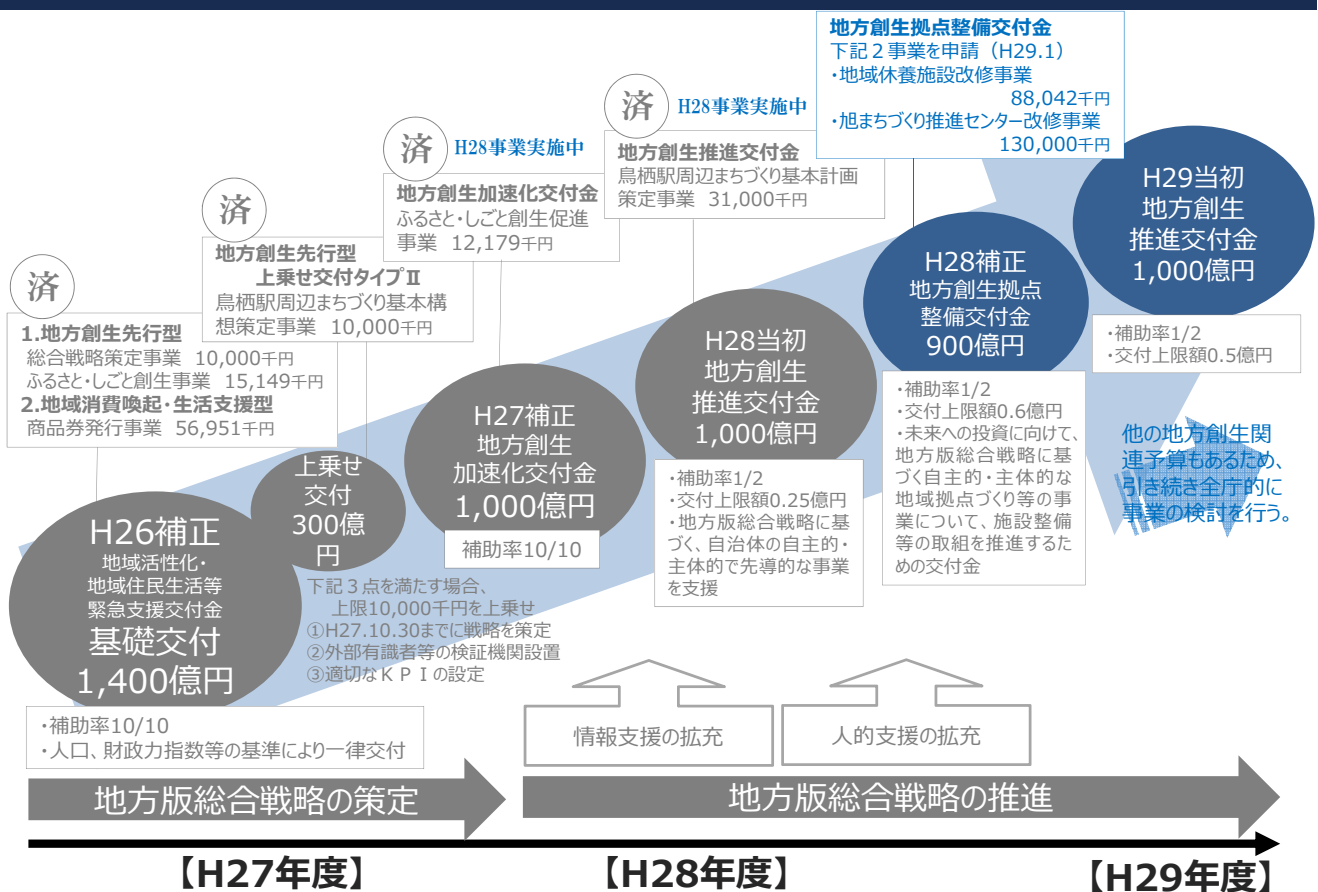 地方創生拠点整備交付金
下記２事業を申請（H29.1）
・地域休養施設改修事業
88,042千円
・旭まちづくり推進センター改修事業
130,000千円
済
H28事業実施中
地方創生推進交付金
鳥栖駅周辺まちづくり基本計画
策定事業 31,000千円
済
H28事業実施中
地方創生加速化交付金
ふるさと・しごと創生促進
事業 12,179千円
済
地方創生先行型
上乗せ交付タイプⅡ
鳥栖駅周辺まちづくり基本構
想策定事業 10,000千円
済
1.地方創生先行型
総合戦略策定事業 10,000千円
ふるさと・しごと創生事業 15,149千円
2.地域消費喚起・生活支援型
商品券発行事業 56,951千円
H26補正
地域活性化・
地域住民生活等
緊急支援交付金
基礎交付
1,400億円
・補助率10/10
・人口、財政力指数等の基準により一律交付
上乗せ
交付
300億
円
下記３点を満たす場合、
上限10,000千円を上乗せ
①H27.10.30までに戦略を策定
②外部有識者等の検証機関設置
③適切なＫＰＩの設定
H27補正
地方創生
加速化交付金
1,000億円
補助率10/10
H28当初
地方創生
推進交付金
1,000億円
・補助率1/2
・交付上限額0.25億円
・地方版総合戦略に基
づく、自治体の自主的・
主体的で先導的な事業
を支援
H28補正
地方創生拠点
整備交付金
900億円
・補助率1/2
・交付上限額0.6億円
・未来への投資に向けて、
地方版総合戦略に基
づく自主的・主体的な
地域拠点づくり等の事
業について、施設整備
等の取組を推進するた
めの交付金
H29当初
地方創生
推進交付金
1,000億円
・補助率1/2
・交付上限額0.5億円
他の地方創生関
連予算もあるため、
引き続き全庁的に
事業の検討を行う。
情報支援の拡充
人的支援の拡充
地方版総合戦略の策定
地方版総合戦略の推進
【H27年度】
【H28年度】
【H29年度】